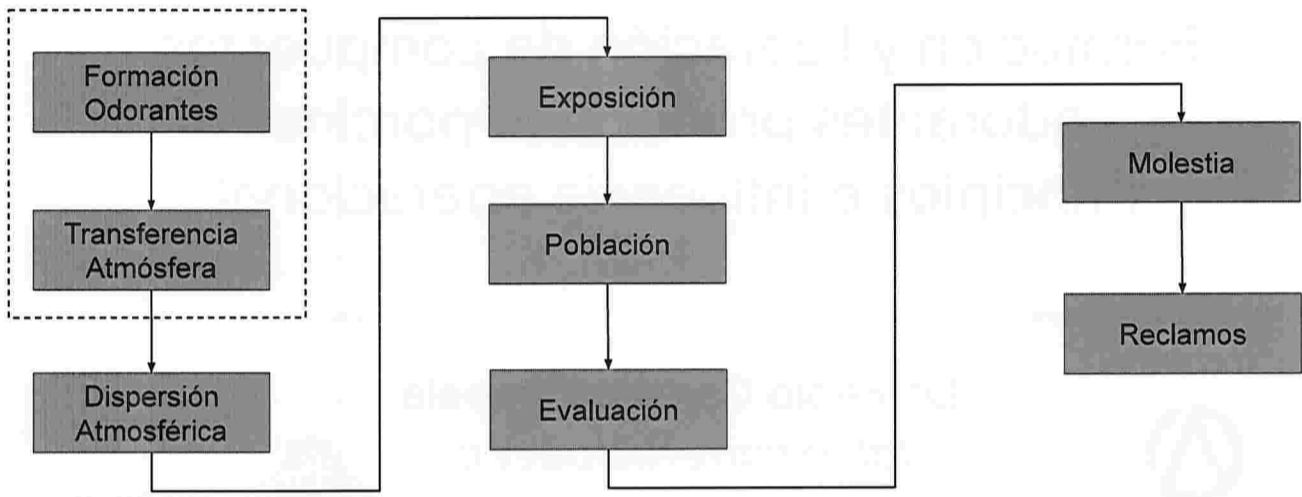 Formación
Odorantes
Transferencia
Atmósfera
Dispersión
Atmosférica
Exposición
Población
Evaluación
Molestia
Reclamos